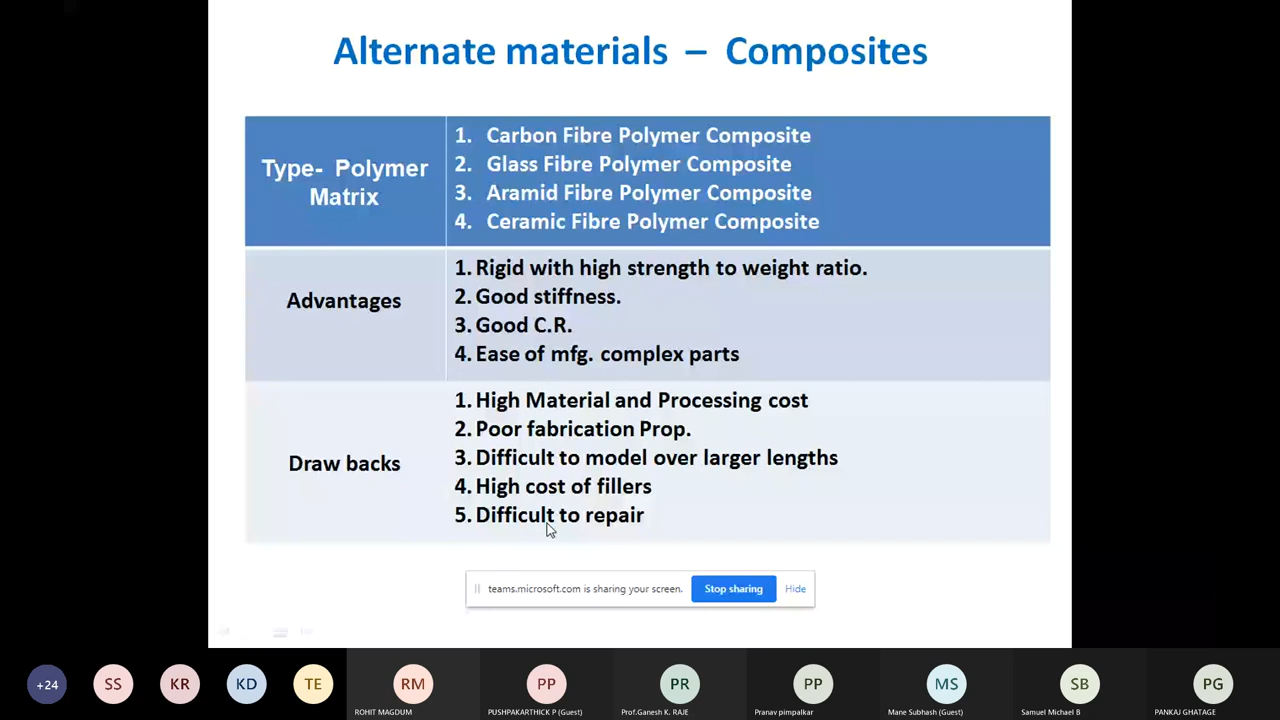 Alternate materials – Composites
Type- Polymer
Matrix
1. Carbon Fibre Polymer Composite
2. Glass Fibre Polymer Composite
3. Aramid Fibre Polymer Composite
4. Ceramic Fibre Polymer Composite
Advantages
1. Rigid with high strength to weight ratio.
2. Good stiffness.
3. Good C.R.
4. Ease of mfg. complex parts
Draw backs
1. High Material and Processing cost
2. Poor fabrication Prop.
3. Difficult to model over larger lengths
4. High cost of fillers
5. Difficult to repair
teams.microsoft.com is sharing your screen. Stop sharing Hide
+24 SS KR KD TE RM PP PR PP MS SB PG
ROHIT MAGDUM PUSHPAKARTHICK P (Guest) Prof.Ganesh K. RAJE Pranav pimpalkar Mane Subhash (Guest) Samuel Michael B PANKAJ GHATAGE